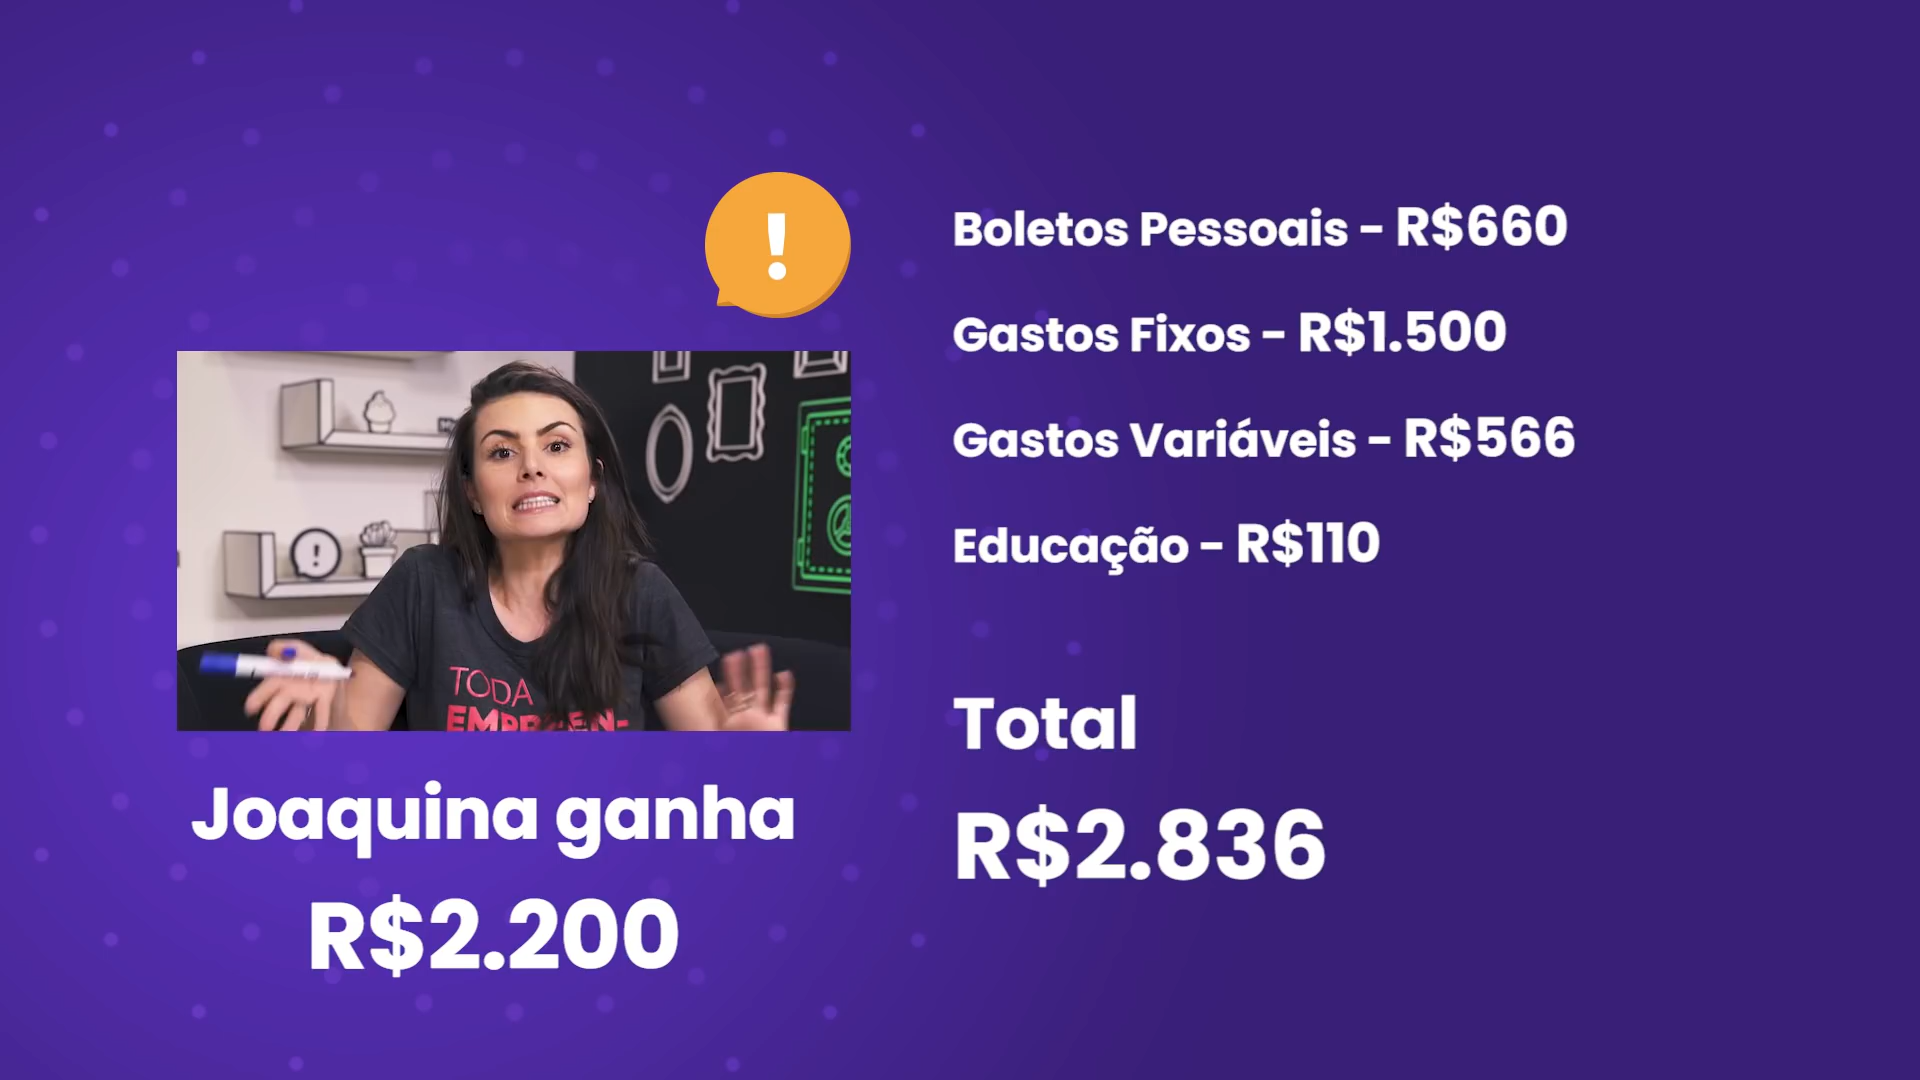 !
Boletos Pessoais - R$660
Gastos Fixos - R$1.500
Gastos Variáveis - R$566
Educação - R$110
!
TODA
EMPREEN-
Joaquina ganha
R$2.200
Total
R$2.836